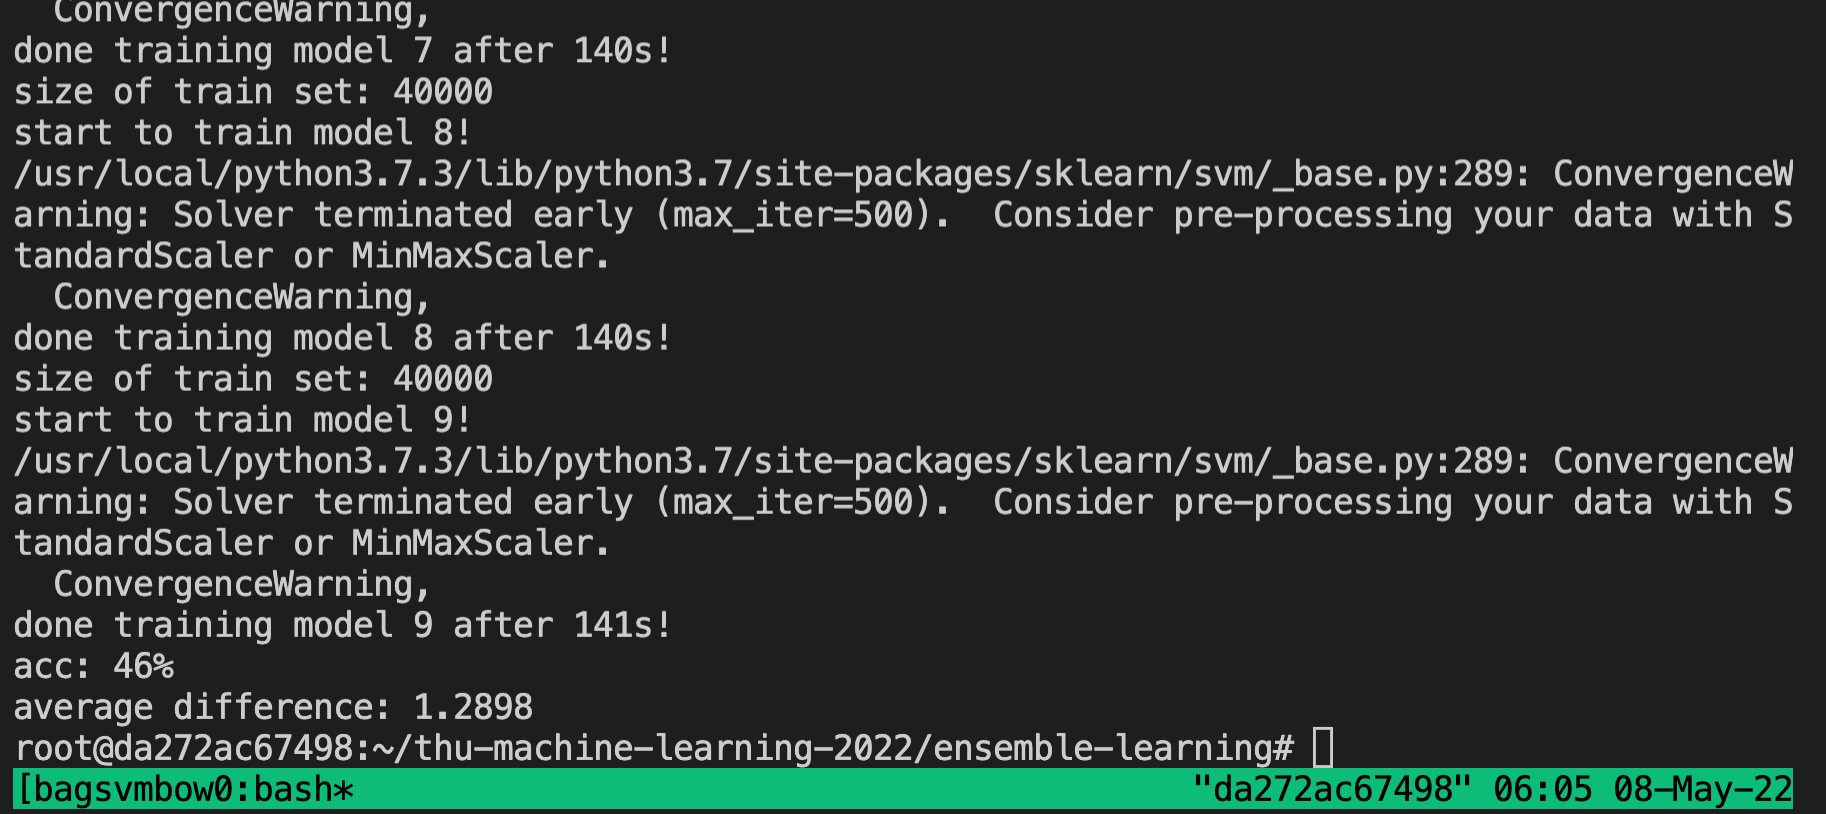 ConvergenceWarning,
done training model 7 after 140s!
size of train set: 40000
start to train model 8!
/usr/local/python3.7.3/lib/python3.7/site-packages/sklearn/svm/_base.py:289: ConvergenceW
arning: Solver terminated early (max_iter=500).  Consider pre-processing your data with S
tandardScaler or MinMaxScaler.
  ConvergenceWarning,
done training model 8 after 140s!
size of train set: 40000
start to train model 9!
/usr/local/python3.7.3/lib/python3.7/site-packages/sklearn/svm/_base.py:289: ConvergenceW
arning: Solver terminated early (max_iter=500).  Consider pre-processing your data with S
tandardScaler or MinMaxScaler.
  ConvergenceWarning,
done training model 9 after 141s!
acc: 46%
average difference: 1.2898
root@da272ac67498:~/thu-machine-learning-2022/ensemble-learning#
[bagsvmbow0:bash* "da272ac67498" 06:05 08-May-22